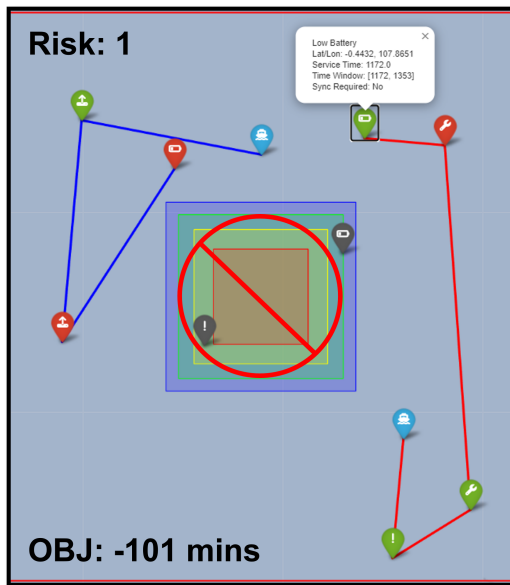 Risk: 1
Low Battery
Lat/Lon: -0.4432, 107.8651
Service Time: 1172.0
Time Window: [1172, 1353]
Sync Required: No
OBJ: -101 mins